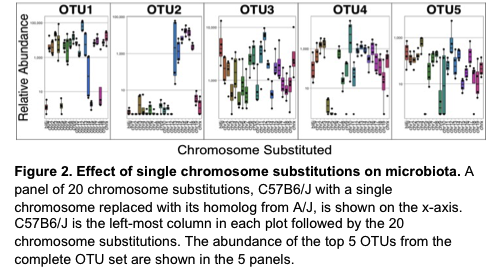 OTU1 OTU2 OTU3 OTU4 OTU5
Relative Abundance
Chromosome Substituted
Figure 2. Effect of single chromosome substitutions on microbiota. A
panel of 20 chromosome substitutions, C57B6/J with a single
chromosome replaced with its homolog from A/J, is shown on the x-axis.
C57B6/J is the left-most column in each plot followed by the 20
chromosome substitutions. The abundance of the top 5 OTUs from the
complete OTU set are shown in the 5 panels.